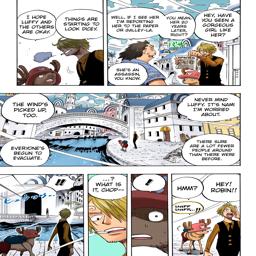 HEY, HAVE
YOU SEEN A
GORGEOUS
GIRL LIKE
HER?
YOU MEAN,
HER 20
YEARS
LATER,
RIGHT?
WELL, IF I SEE HER
I'M REPORTING HER
TO THE PAPER
OR GALLEY-LA.
SHE'S AN
ASSASSIN,
YOU
KNOW.
THINGS ARE
STARTING TO
LOOK DICEY.
I HOPE
LUFFY AND
THE OTHERS
ARE OKAY.
NEVER MIND
LUFFY. IT'S NAMI
I'M WORRIED
ABOUT.
THERE SURE
ARE A LOT FEWER
PEOPLE AROUND
THAN THERE WERE
BEFORE.
THE WIND'S
PICKED UP,
TOO.
EVERYONE'S
BEGUN TO
EVACUATE.
HEY!
ROBIN!!
HMM?
...?
WHAT IS
IT, CHOP--